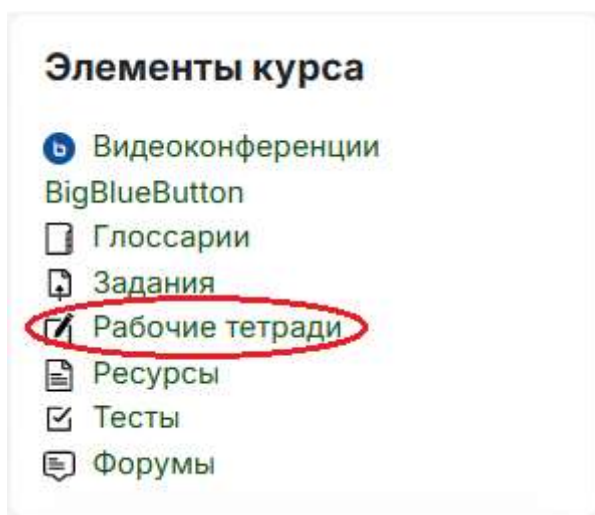 Элементы курса
Видеоконференции
BigBlueButton
Глоссарии
Задания
Рабочие тетради
Ресурсы
Тесты
Форумы